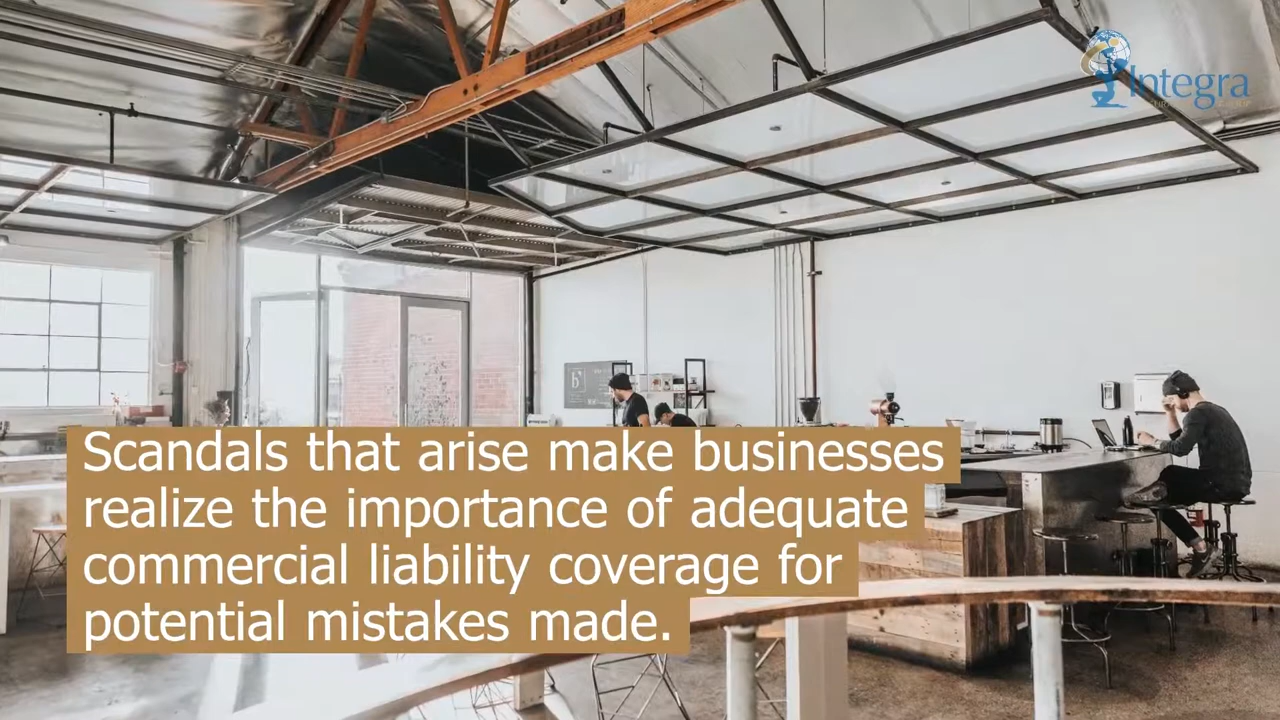 Integra
Scandals that arise make businesses
realize the importance of adequate
commercial liability coverage for
potential mistakes made.